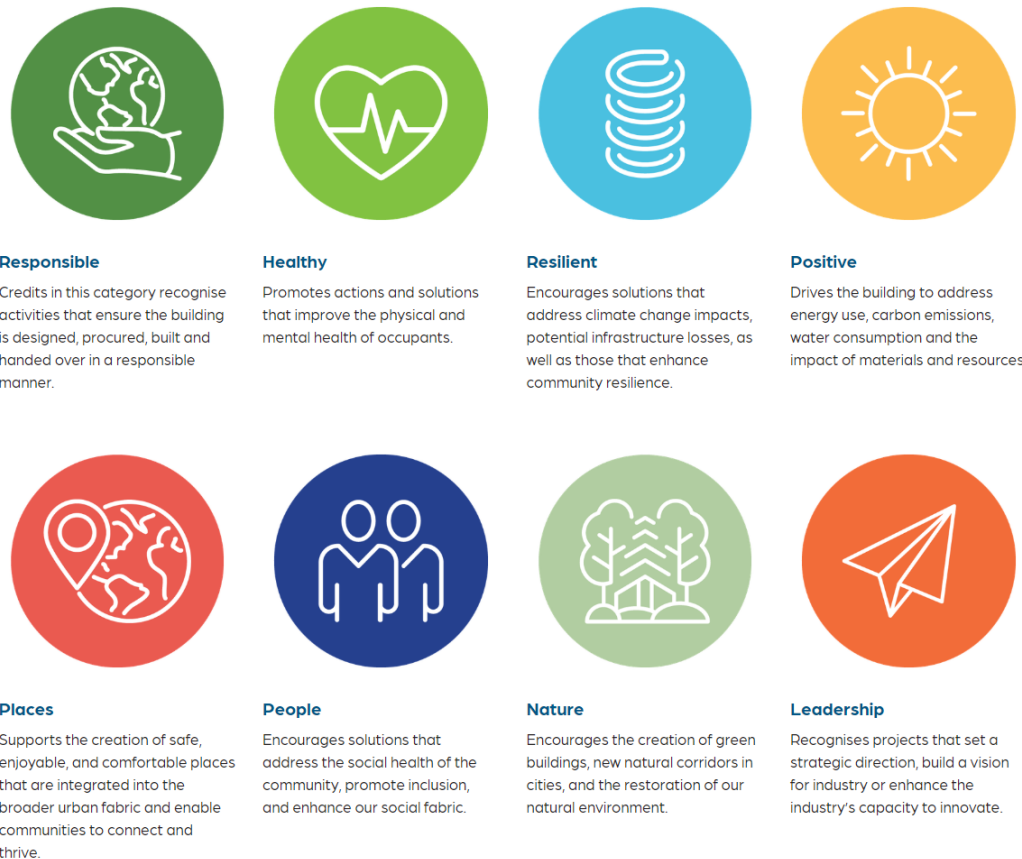 Responsible
Credits in this category recognise
activities that ensure the building
is designed, procured, built and
handed over in a responsible
manner.
Healthy
Promotes actions and solutions
that improve the physical and
mental health of occupants.
Resilient
Encourages solutions that
address climate change impacts,
potential infrastructure losses, as
well as those that enhance
community resilience.
Positive
Drives the building to address
energy use, carbon emissions,
water consumption and the
impact of materials and resources
Places
Supports the creation of safe,
enjoyable, and comfortable places
that are integrated into the
broader urban fabric and enable
communities to connect and
thrive.
People
Encourages solutions that
address the social health of the
community, promote inclusion,
and enhance our social fabric.
Nature
Encourages the creation of green
buildings, new natural corridors in
cities, and the restoration of our
natural environment.
Leadership
Recognises projects that set a
strategic direction, build a vision
for industry or enhance the
industry's capacity to innovate.